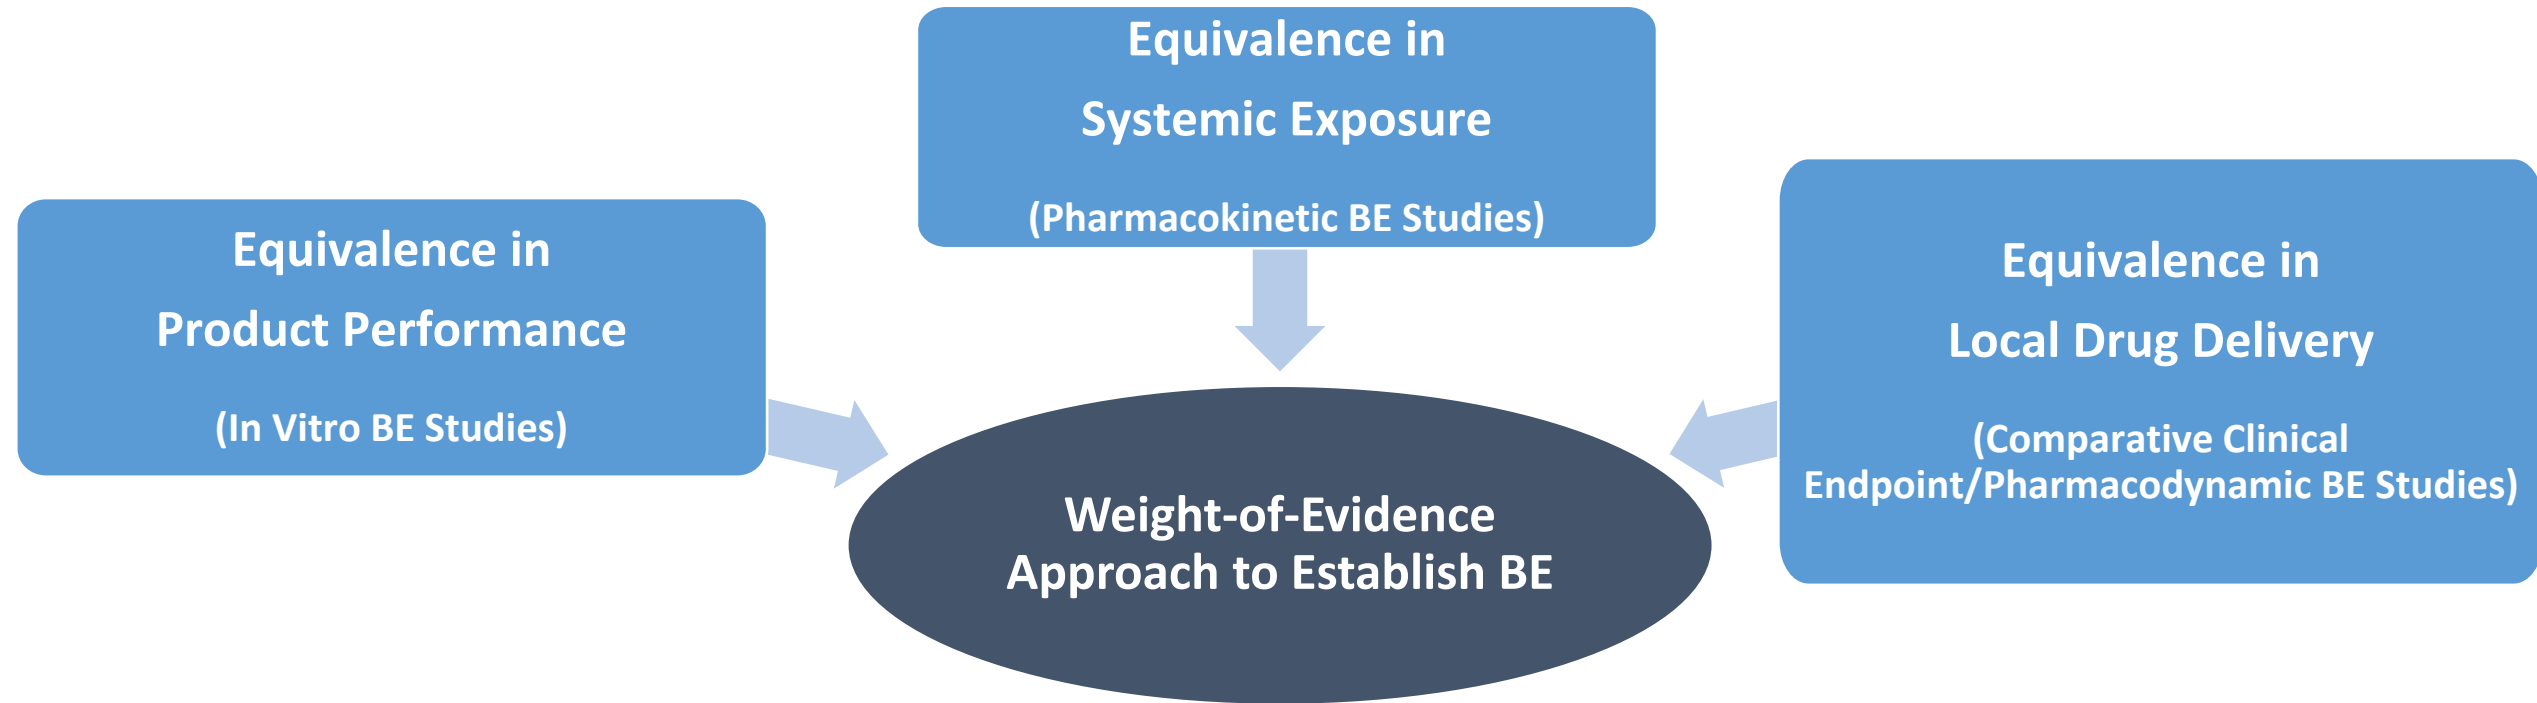 Equivalence in
Systemic Exposure
(Pharmacokinetic BE Studies)
Equivalence in
Product Performance
(In Vitro BE Studies)
Equivalence in
Local Drug Delivery
(Comparative Clinical
Endpoint/Pharmacodynamic BE Studies)
Weight-of-Evidence
Approach to Establish BE